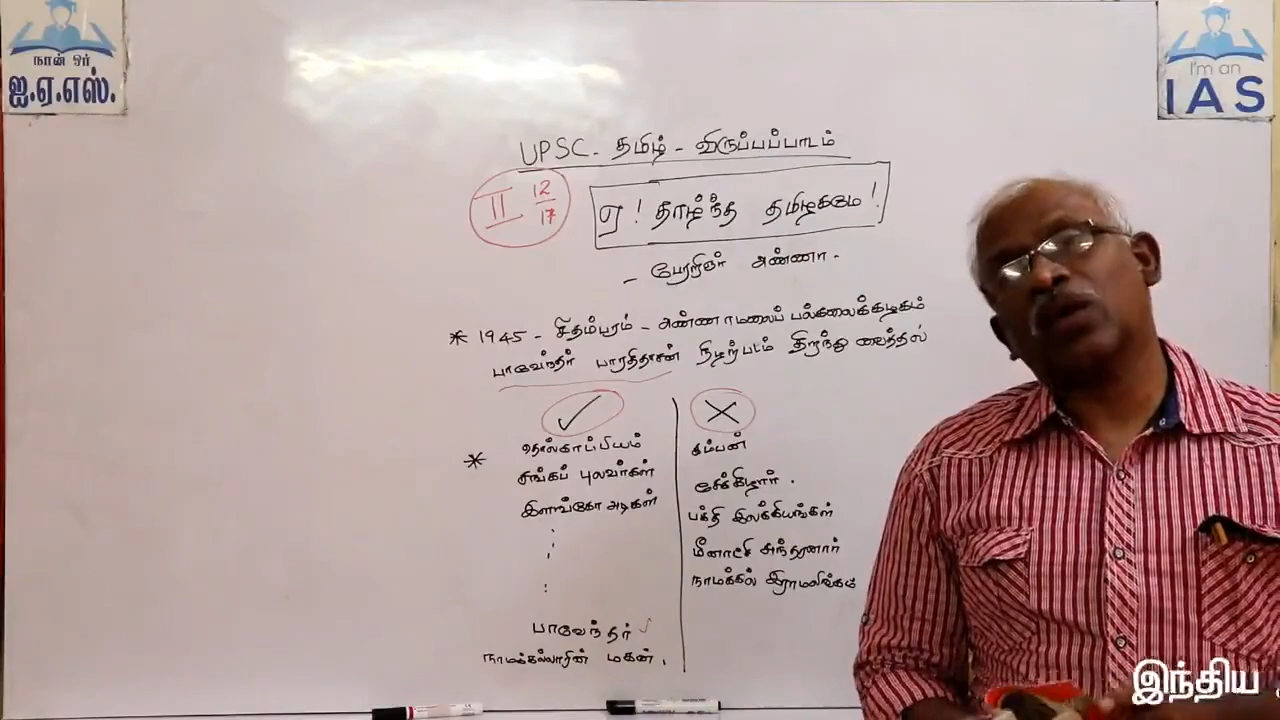 நான் ஓர்
ஐ.ஏ.எஸ்.
I'm an
IAS
UPSC - தமிழ் - விருப்பப்பாடம்
II 12/17
ஏ! தாழ்ந்த தமிழகமே!
- பேரறிஞர் அண்ணா.
* 1945 - சிதம்பரம் - அண்ணாமலைப் பல்கலைக்கழகம்
பாவேந்தர் பாரதிதாசன் நிழற்படம் திறந்து வைத்தல்
✓ ✗
* தொல்காப்பியம்
சங்கப் புலவர்கள்
இளங்கோ அடிகள்
பாவேந்தர் ✓
நாமக்கல்லாரின் மகன்.
கம்பன்
சேக்கிழார்.
பக்தி இலக்கியங்கள்
மீனாட்சி சுந்தரனார்
நாமக்கல் இராமலிங்கம்
இந்திய